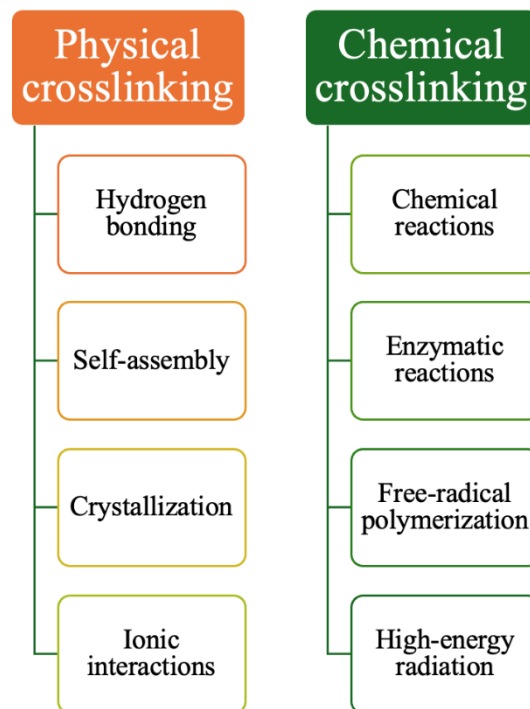 Physical
crosslinking
Hydrogen
bonding
Self-assembly
Crystallization
Ionic
interactions
Chemical
crosslinking
Chemical
reactions
Enzymatic
reactions
Free-radical
polymerization
High-energy
radiation